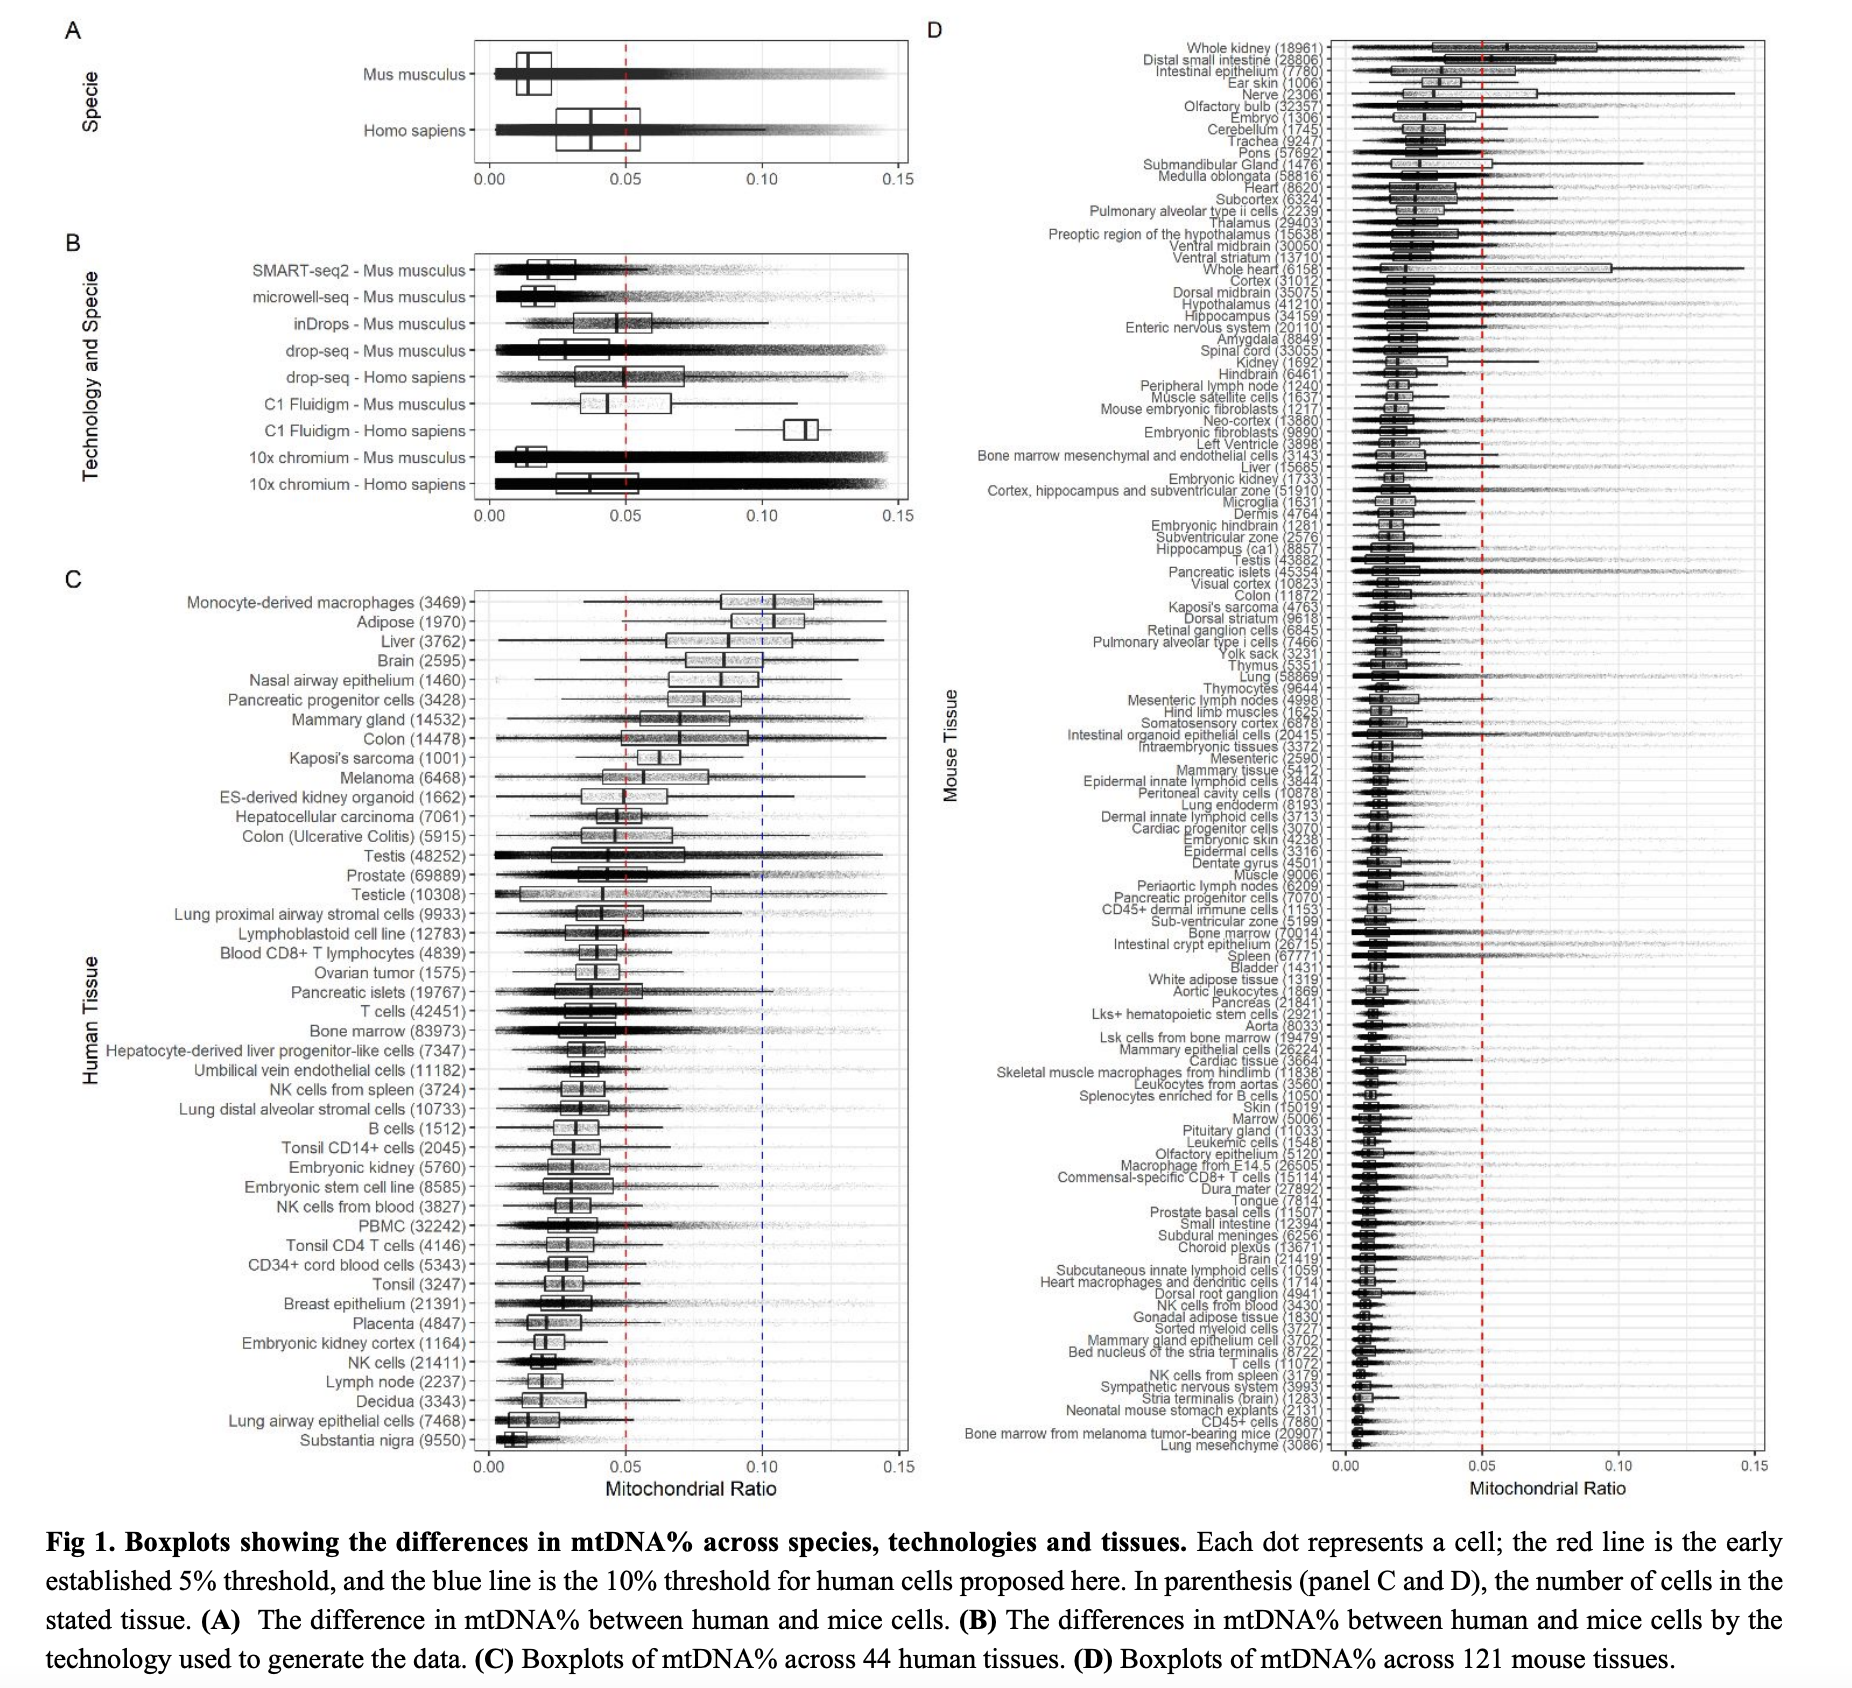 A
Specie
Mus musculus
Homo sapiens
0.00 0.05 0.10 0.15
B
Technology and Specie
SMART-seq2 - Mus musculus
microwell-seq - Mus musculus
inDrops - Mus musculus
drop-seq - Mus musculus
drop-seq - Homo sapiens
C1 Fluidigm - Mus musculus
C1 Fluidigm - Homo sapiens
10x chromium - Mus musculus
10x chromium - Homo sapiens
0.00 0.05 0.10 0.15
C
Human Tissue
Monocyte-derived macrophages (3469)
Adipose (1970)
Liver (3762)
Brain (2595)
Nasal airway epithelium (1460)
Pancreatic progenitor cells (3428)
Mammary gland (14532)
Colon (14478)
Kaposi's sarcoma (1001)
Melanoma (6468)
ES-derived kidney organoid (1662)
Hepatocellular carcinoma (7061)
Colon (Ulcerative Colitis) (5915)
Testis (48252)
Prostate (69889)
Testicle (10308)
Lung proximal airway stromal cells (9933)
Lymphoblastoid cell line (12783)
Blood CD8+ T lymphocytes (4839)
Ovarian tumor (1575)
Pancreatic islets (19767)
T cells (42451)
Bone marrow (83973)
Hepatocyte-derived liver progenitor-like cells (7347)
Umbilical vein endothelial cells (11182)
NK cells from spleen (3724)
Lung distal alveolar stromal cells (10733)
B cells (1512)
Tonsil CD14+ cells (2045)
Embryonic kidney (5760)
Embryonic stem cell line (8585)
NK cells from blood (3827)
PBMC (32242)
Tonsil CD4 T cells (4146)
CD34+ cord blood cells (5343)
Tonsil (3247)
Breast epithelium (21391)
Placenta (4847)
Embryonic kidney cortex (1164)
NK cells (21411)
Lymph node (2237)
Decidua (3343)
Lung airway epithelial cells (7468)
Substantia nigra (9550)
0.00 0.05 0.10 0.15
Mitochondrial Ratio
D
Mouse Tissue
Whole kidney (18961)
Distal small intestine (28806)
Intestinal epithelium (7780)
Ear skin (1006)
Nerve (2306)
Olfactory bulb (32357)
Embryo (1306)
Cerebellum (1745)
Trachea (9247)
Pons (57692)
Submandibular Gland (1476)
Medulla oblongata (58816)
Heart (8620)
Subcortex (6324)
Pulmonary alveolar type ii cells (2239)
Thalamus (29403)
Preoptic region of the hypothalamus (15638)
Ventral midbrain (30050)
Ventral striatum (13710)
Whole heart (6158)
Cortex (31012)
Dorsal midbrain (35075)
Hypothalamus (41210)
Hippocampus (34159)
Enteric nervous system (20110)
Amygdala (8849)
Spinal cord (33055)
Kidney (1692)
Hindbrain (6461)
Peripheral lymph node (1240)
Muscle satellite cells (1637)
Mouse embryonic fibroblasts (1217)
Neo-cortex (13880)
Embryonic fibroblasts (9890)
Left Ventricle (3898)
Bone marrow mesenchymal and endothelial cells (3143)
Liver (15685)
Embryonic kidney (1733)
Cortex, hippocampus and subventricular zone (51910)
Microglia (1631)
Dermis (4764)
Embryonic hindbrain (1281)
Subventricular zone (2576)
Hippocampus (ca1) (8857)
Testis (43882)
Pancreatic islets (45354)
Visual cortex (10823)
Colon (11872)
Kaposi's sarcoma (4763)
Dorsal striatum (9618)
Retinal ganglion cells (6845)
Pulmonary alveolar type i cells (7466)
Yolk sack (3231)
Thymus (5351)
Lung (58869)
Thymocytes (9644)
Mesenteric lymph nodes (4998)
Hind limb muscles (1625)
Somatosensory cortex (6878)
Intestinal organoid epithelial cells (20415)
Intraembryonic tissues (3372)
Mesenteric (2590)
Mammary tissue (5412)
Epidermal innate lymphoid cells (3844)
Peritoneal cavity cells (10878)
Lung endoderm (8193)
Dermal innate lymphoid cells (3713)
Cardiac progenitor cells (3070)
Embryonic skin (4238)
Epidermal cells (3316)
Dentate gyrus (4501)
Muscle (9006)
Periaortic lymph nodes (6209)
Pancreatic progenitor cells (7070)
CD45+ dermal immune cells (1153)
Sub-ventricular zone (5199)
Bone marrow (70014)
Intestinal crypt epithelium (26715)
Spleen (67771)
Bladder (1431)
White adipose tissue (1319)
Aortic leukocytes (1869)
Pancreas (21841)
Lks+ hematopoietic stem cells (2921)
Aorta (8033)
Lsk cells from bone marrow (19479)
Mammary epithelial cells (26224)
Cardiac tissue (3664)
Skeletal muscle macrophages from hindlimb (11838)
Leukocytes from aortas (3560)
Splenocytes enriched for B cells (1050)
Skin (15019)
Marrow (5006)
Pituitary gland (11033)
Leukemic cells (1548)
Olfactory epithelium (5120)
Macrophage from E14.5 (26505)
Commensal-specific CD8+ T cells (15114)
Dura mater (27892)
Tongue (7814)
Prostate basal cells (11507)
Small intestine (12394)
Subdural meninges (6256)
Choroid plexus (13671)
Brain (21419)
Subcutaneous innate lymphoid cells (1059)
Heart macrophages and dendritic cells (1714)
Dorsal root ganglion (4941)
NK cells from blood (3430)
Gonadal adipose tissue (1830)
Sorted myeloid cells (3727)
Mammary gland epithelium cell (3702)
Bed nucleus of the stria terminalis (8722)
T cells (11072)
NK cells from spleen (3179)
Sympathetic nervous system (3993)
Stria terminalis (brain) (1283)
Neonatal mouse stomach explants (2131)
CD45+ cells (7880)
Bone marrow from melanoma tumor-bearing mice (20907)
Lung mesenchyme (3086)
0.00 0.05 0.10 0.15
Mitochondrial Ratio
Fig 1. Boxplots showing the differences in mtDNA% across species, technologies and tissues. Each dot represents a cell; the red line is the early
established 5% threshold, and the blue line is the 10% threshold for human cells proposed here. In parenthesis (panel C and D), the number of cells in the
stated tissue. (A) The difference in mtDNA% between human and mice cells. (B) The differences in mtDNA% between human and mice cells by the
technology used to generate the data. (C) Boxplots of mtDNA% across 44 human tissues. (D) Boxplots of mtDNA% across 121 mouse tissues.